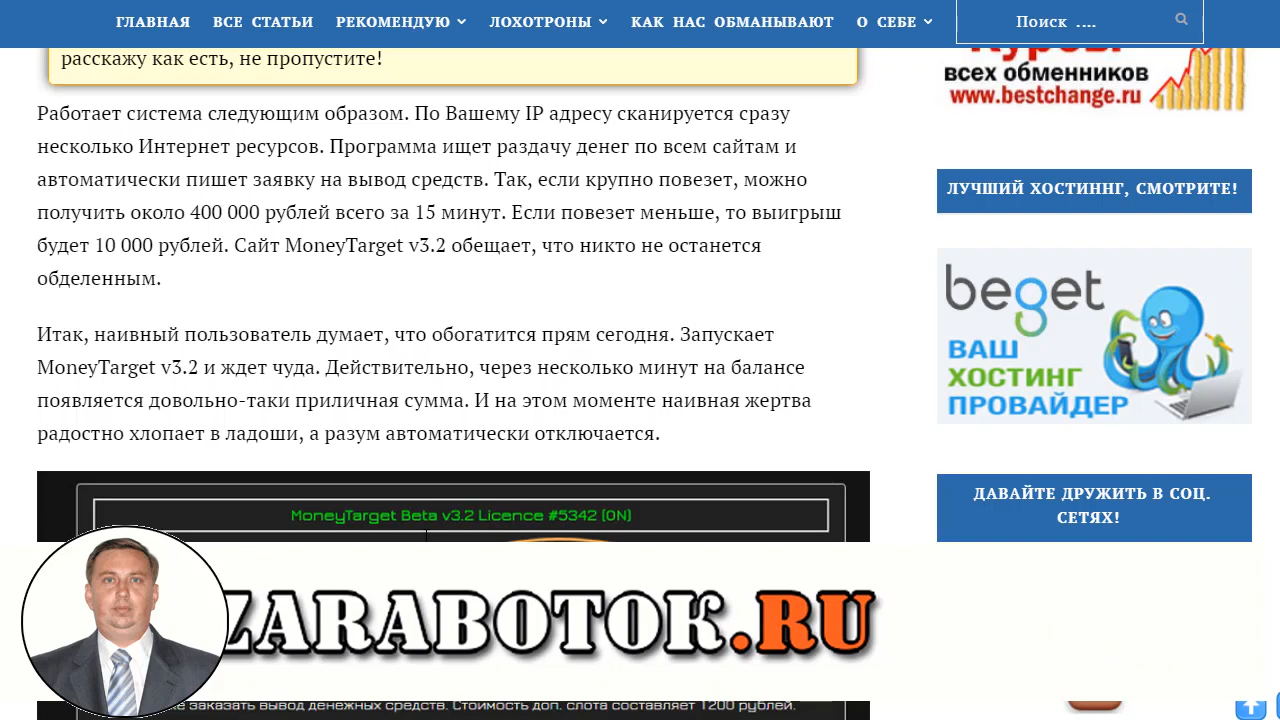 ГЛАВНАЯ ВСЕ СТАТЬИ РЕКОМЕНДУЮ ЛОХОТРОНЫ КАК НАС ОБМАНЫВАЮТ О СЕБЕ Поиск ....
расскажу как есть, не пропустите!
Работает система следующим образом. По Вашему IP адресу сканируется сразу
несколько Интернет ресурсов. Программа ищет раздачу денег по всем сайтам и
автоматически пишет заявку на вывод средств. Так, если крупно повезет, можно
получить около 400 000 рублей всего за 15 минут. Если повезет меньше, то выигрыш
будет 10 000 рублей. Сайт MoneyTarget v3.2 обещает, что никто не останется
обделенным.
Итак, наивный пользователь думает, что обогатится прям сегодня. Запускает
MoneyTarget v3.2 и ждет чуда. Действительно, через несколько минут на балансе
появляется довольно-таки приличная сумма. И на этом моменте наивная жертва
радостно хлопает в ладоши, а разум автоматически отключается.
MoneyTarget Beta v3.2 Licence #5342 [ON]
ZARABOTOK.RU
заказать вывод денежных средств. Стоимость доп. слота составляет 1200 рублей.
Курсы
всех обменников
www.bestchange.ru
ЛУЧШИЙ ХОСТИННГ, СМОТРИТЕ!
beget
ВАШ
ХОСТИНГ
ПРОВАЙДЕР
ДАВАЙТЕ ДРУЖИТЬ В СОЦ.
СЕТЯХ!